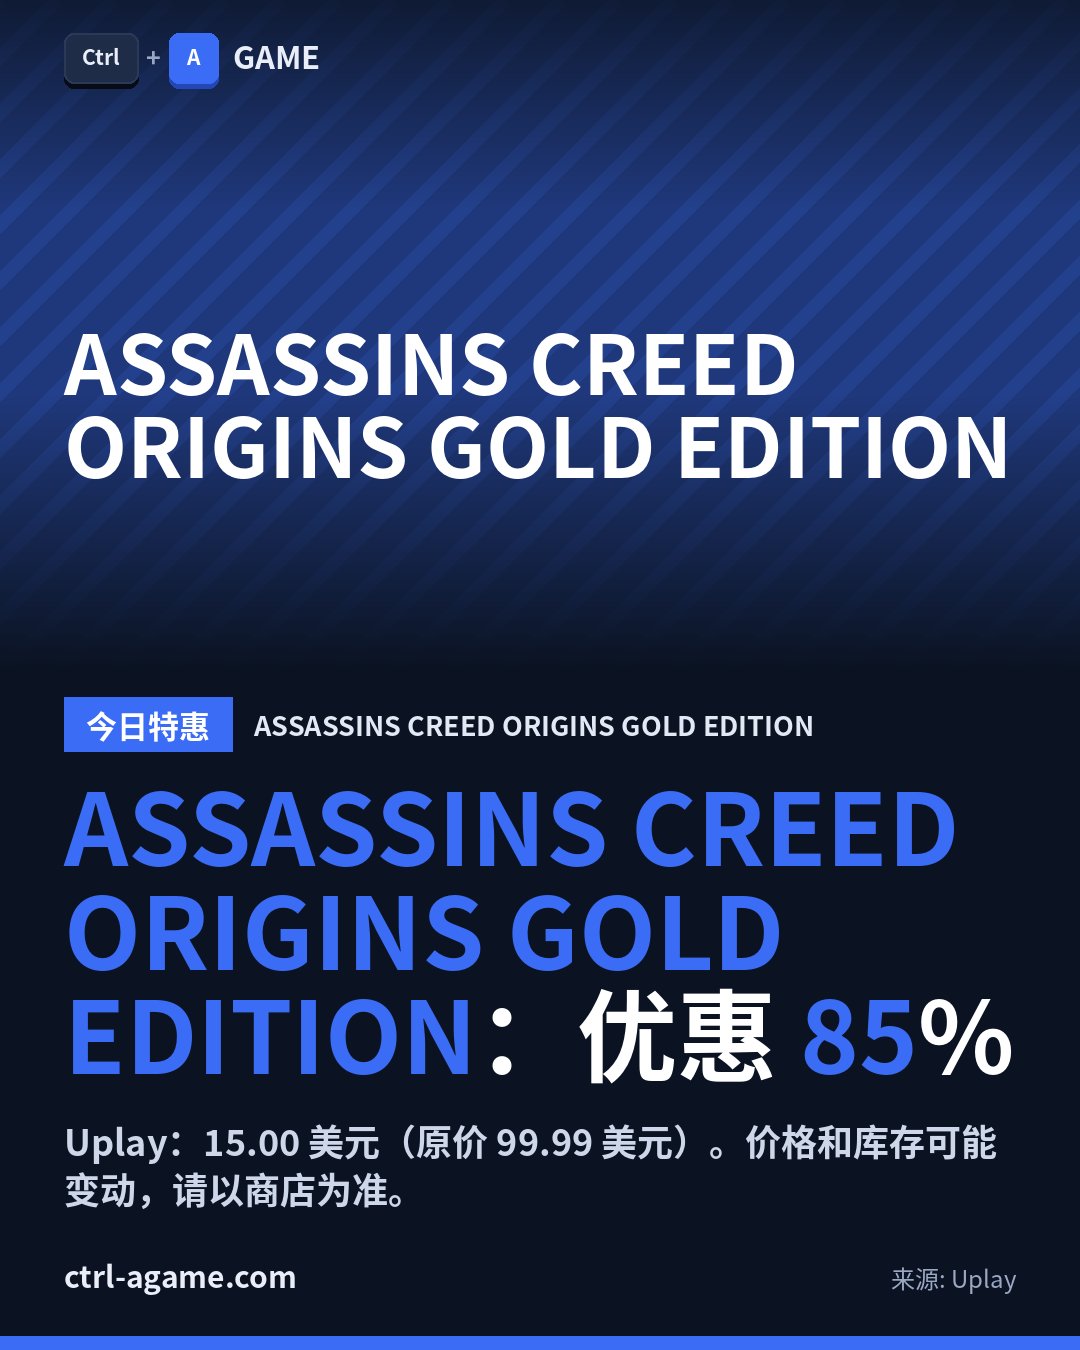 Ctrl + A GAME
ASSASSINS CREED
ORIGINS GOLD EDITION
今日特惠 ASSASSINS CREED ORIGINS GOLD EDITION
ASSASSINS CREED
ORIGINS GOLD
EDITION：优惠 85%
Uplay：15.00 美元（原价 99.99 美元）。价格和库存可能
变动，请以商店为准。
ctrl-agame.com
来源: Uplay